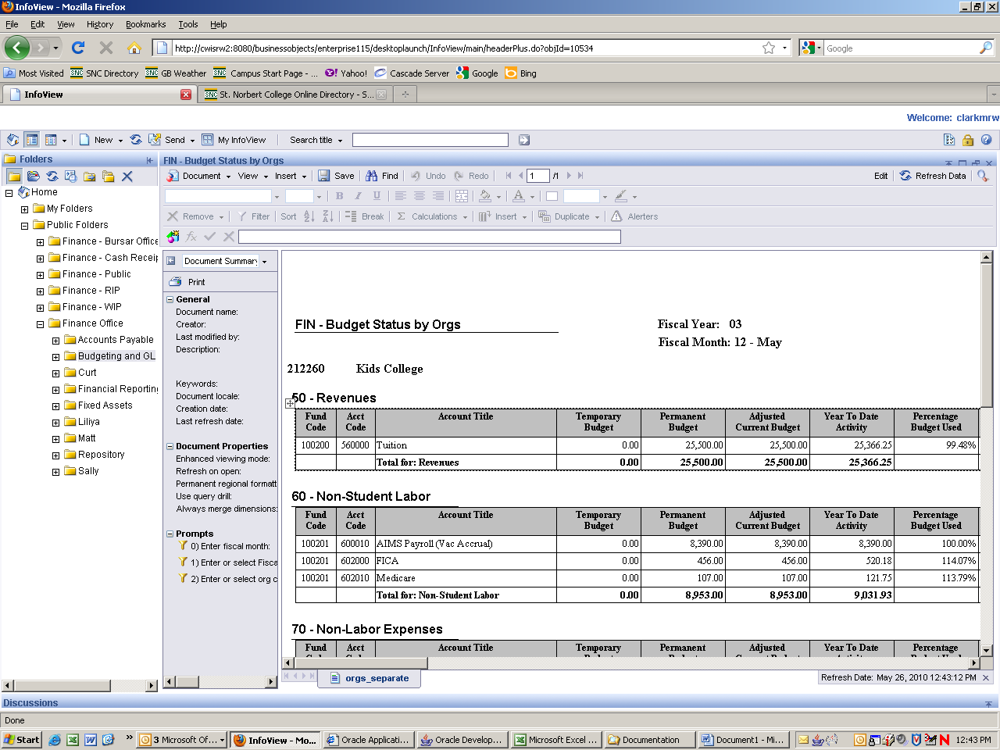 InfoView - Mozilla Firefox
File Edit View History Bookmarks Tools Help
http://cwisrw2:8080/businessobjects/enterprise115/desktoplaunch/InfoView/main/headerPlus.do?objId=10534
Google
Most Visited SNC Directory GB Weather Campus Start Page - ... Yahoo! Cascade Server Google Bing
InfoView St. Norbert College Online Directory - S...
Welcome: clarkmrw
New Send My InfoView Search title
Folders
FIN - Budget Status by Orgs
Document View Insert Save Find Undo Redo 1 /1 Edit Refresh Data
B I U A
Remove Filter Sort Break Calculations Insert Duplicate Alerters
Home
My Folders
Public Folders
Finance - Bursar Office
Finance - Cash Receip
Finance - Public
Finance - RIP
Finance - WIP
Finance Office
Accounts Payable
Budgeting and GL
Curt
Financial Reporting
Fixed Assets
Liliya
Matt
Repository
Sally
Document Summary
Print
General
Document name:
Creator:
Last modified by:
Description:
Keywords:
Document locale:
Creation date:
Last refresh date:
Document Properties
Enhanced viewing mode:
Refresh on open:
Permanent regional formatt
Use query drill:
Always merge dimensions:
Prompts
0) Enter fiscal month:
1) Enter or select Fisca
2) Enter or select org c
FIN - Budget Status by Orgs Fiscal Year: 03
Fiscal Month: 12 - May
212260 Kids College
50 - Revenues
Fund Code Acct Code Account Title Temporary Budget Permanent Budget Adjusted Current Budget Year To Date Activity Percentage Budget Used
100200 560000 Tuition 0.00 25,500.00 25,500.00 25,366.25 99.48%
Total for: Revenues 0.00 25,500.00 25,500.00 25,366.25
60 - Non-Student Labor
Fund Code Acct Code Account Title Temporary Budget Permanent Budget Adjusted Current Budget Year To Date Activity Percentage Budget Used
100201 600010 AIMS Payroll (Vac Accrual) 0.00 8,390.00 8,390.00 8,390.00 100.00%
100201 602000 FICA 0.00 456.00 456.00 520.18 114.07%
100201 602010 Medicare 0.00 107.00 107.00 121.75 113.79%
Total for: Non-Student Labor 0.00 8,953.00 8,953.00 9,031.93
70 - Non-Labor Expenses
Fund Code Acct Code Account Title Temporary Budget Permanent Budget Adjusted Current Budget Year To Date Activity Percentage Budget Used
orgs_separate
Refresh Date: May 26, 2010 12:43:12 PM
Discussions
Done
Start 3 Microsoft Of... InfoView - Mo... Oracle Applicati... Oracle Develop... Microsoft Excel ... Documentation Document1 - Mi... 12:43 PM